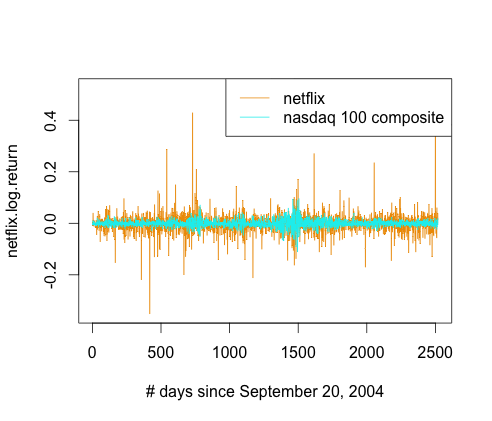 netflix
nasdaq 100 composite
netflix.log.return
0.4
0.2
0.0
-0.2
0 500 1000 1500 2000 2500
# days since September 20, 2004